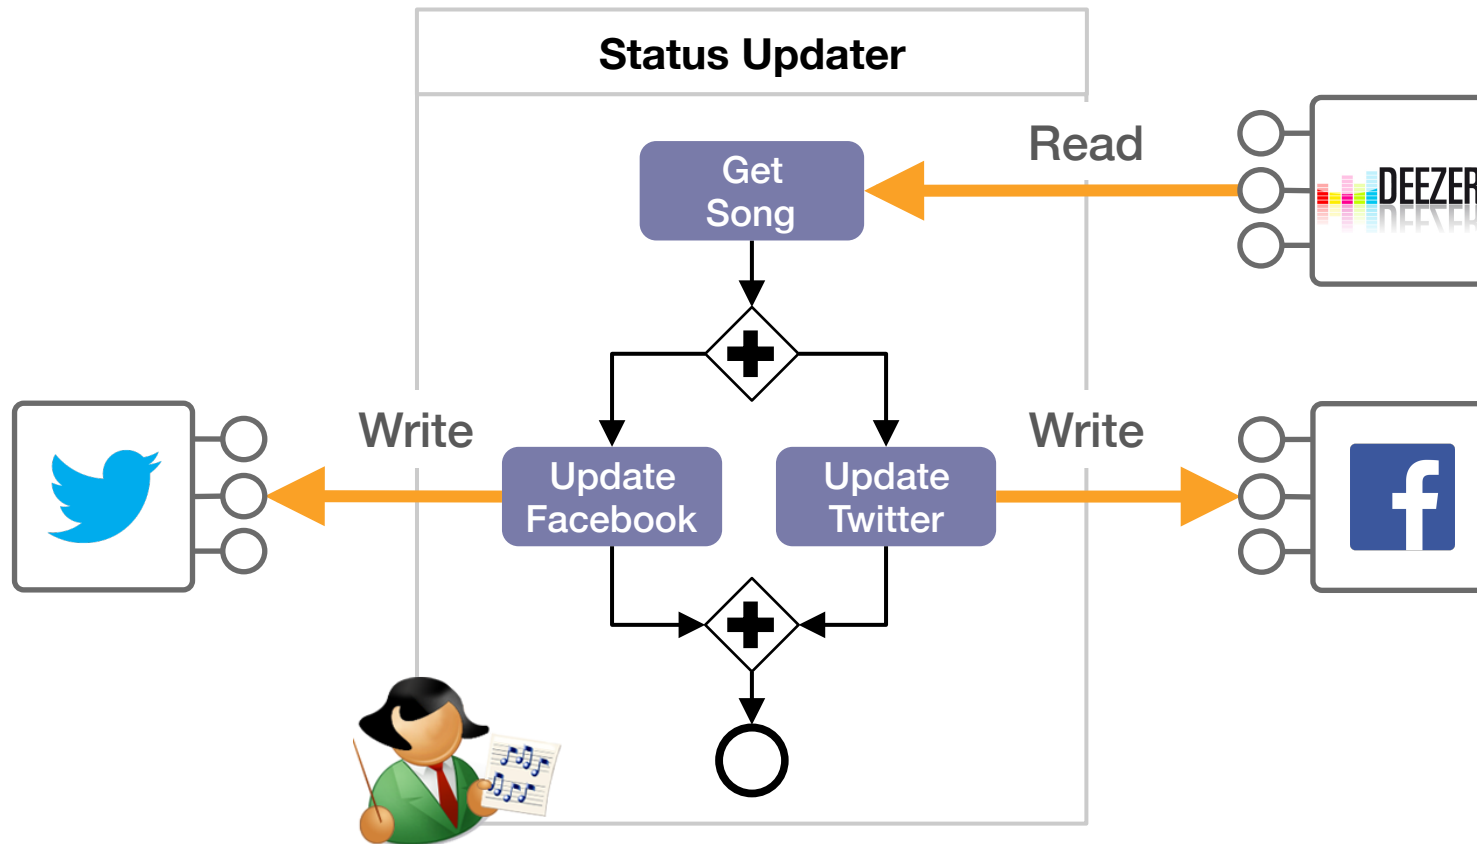 Status Updater
Read
Get
Song
DEEZER
Write
Write
Update
Facebook
Update
Twitter